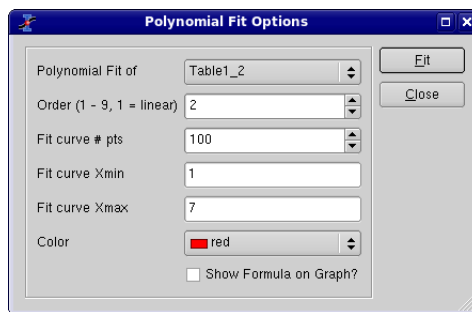 Polynomial Fit Options
Polynomial Fit of Table1_2
Order (1 - 9, 1 = linear) 2
Fit curve # pts 100
Fit curve Xmin 1
Fit curve Xmax 7
Color red
Show Formula on Graph?
Fit
Close